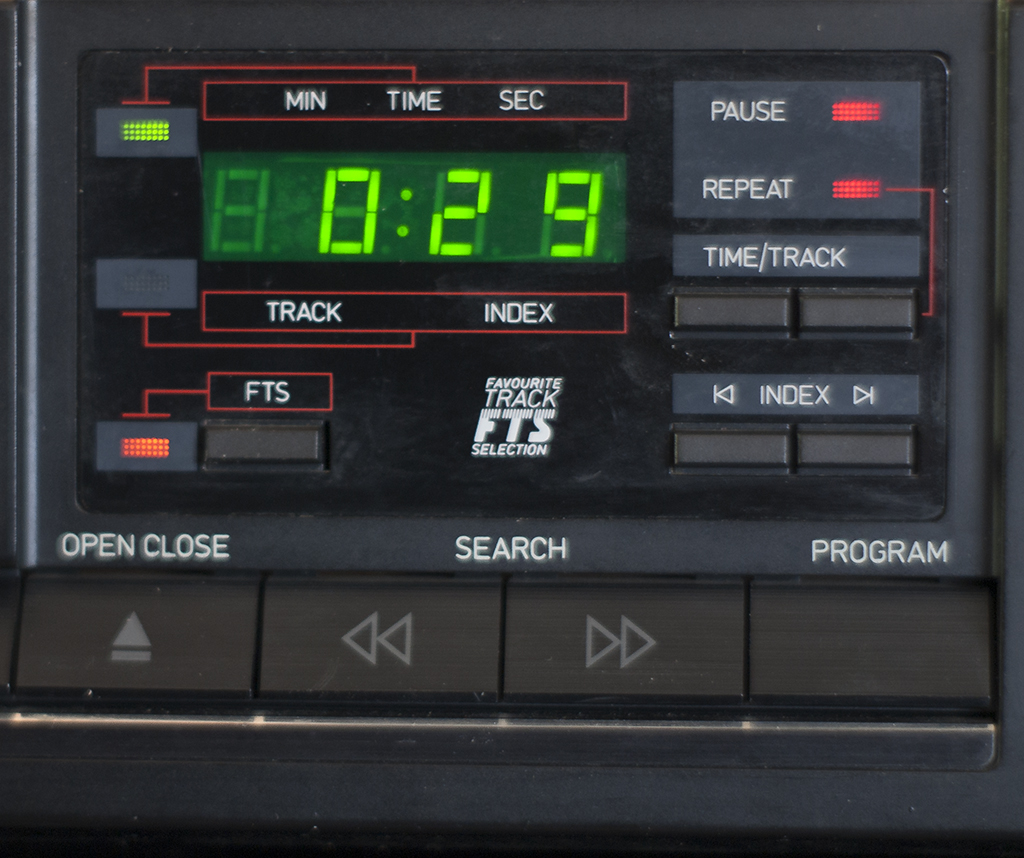 MIN TIME SEC
PAUSE
0:29
REPEAT
TIME/TRACK
TRACK INDEX
FTS
FAVOURITE
TRACK
FTS
SELECTION
INDEX
OPEN CLOSE SEARCH PROGRAM